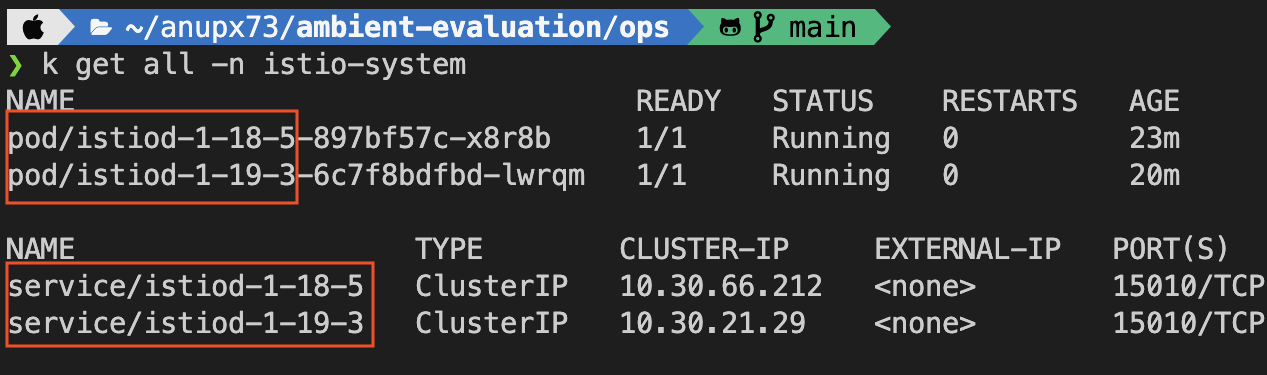 ~/anupx73/ambient-evaluation/ops main
❯ k get all -n istio-system
NAME READY STATUS RESTARTS AGE
pod/istiod-1-18-5-897bf57c-x8r8b 1/1 Running 0 23m
pod/istiod-1-19-3-6c7f8bdfbd-lwrqm 1/1 Running 0 20m
NAME TYPE CLUSTER-IP EXTERNAL-IP PORT(S)
service/istiod-1-18-5 ClusterIP 10.30.66.212 <none> 15010/TCP
service/istiod-1-19-3 ClusterIP 10.30.21.29 <none> 15010/TCP